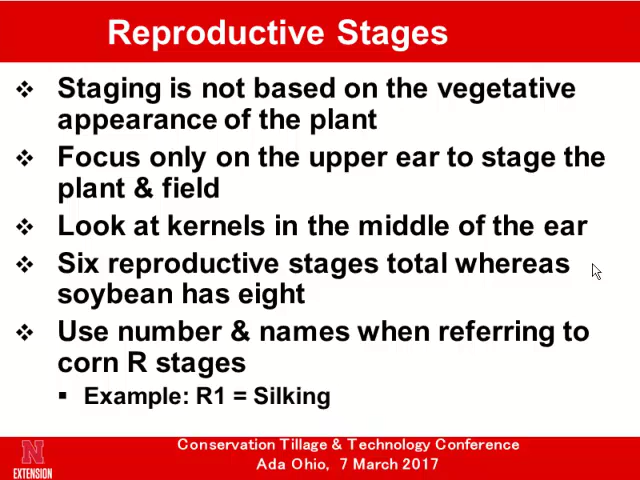 Reproductive Stages
❖ Staging is not based on the vegetative
appearance of the plant
❖ Focus only on the upper ear to stage the
plant & field
❖ Look at kernels in the middle of the ear
❖ Six reproductive stages total whereas
soybean has eight
❖ Use number & names when referring to
corn R stages
▪ Example: R1 = Silking
Conservation Tillage & Technology Conference
Ada Ohio, 7 March 2017
N
EXTENSION